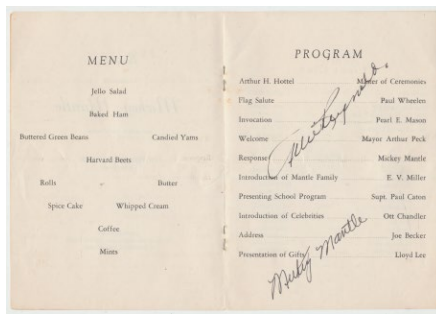 MENU
Jello Salad
Baked Ham
Buttered Green Beans Candied Yams
Harvard Beets
Rolls Butter
Spice Cake Whipped Cream
Coffee
Mints
PROGRAM
Arthur H. Hottel Master of Ceremonies
Flag Salute Paul Wheelen
Invocation Pearl E. Mason
Welcome Mayor Arthur Peck
Response Mickey Mantle
Introduction of Mantle Family E. V. Miller
Presenting School Program Supt. Paul Caton
Introduction of Celebrities Ott Chandler
Address Joe Becker
Presentation of Gifts Lloyd Lee
Allie Reynolds
Mickey Mantle